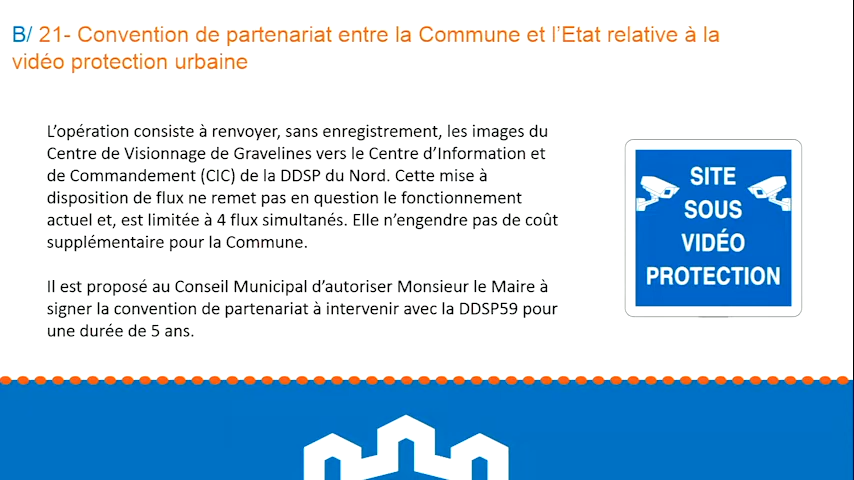 B/ 21- Convention de partenariat entre la Commune et l’Etat relative à la
vidéo protection urbaine
L’opération consiste à renvoyer, sans enregistrement, les images du
Centre de Visionnage de Gravelines vers le Centre d’Information et
de Commandement (CIC) de la DDSP du Nord. Cette mise à
disposition de flux ne remet pas en question le fonctionnement
actuel et, est limitée à 4 flux simultanés. Elle n’engendre pas de coût
supplémentaire pour la Commune.
Il est proposé au Conseil Municipal d’autoriser Monsieur le Maire à
signer la convention de partenariat à intervenir avec la DDSP59 pour
une durée de 5 ans.
SITE
SOUS
VIDÉO
PROTECTION